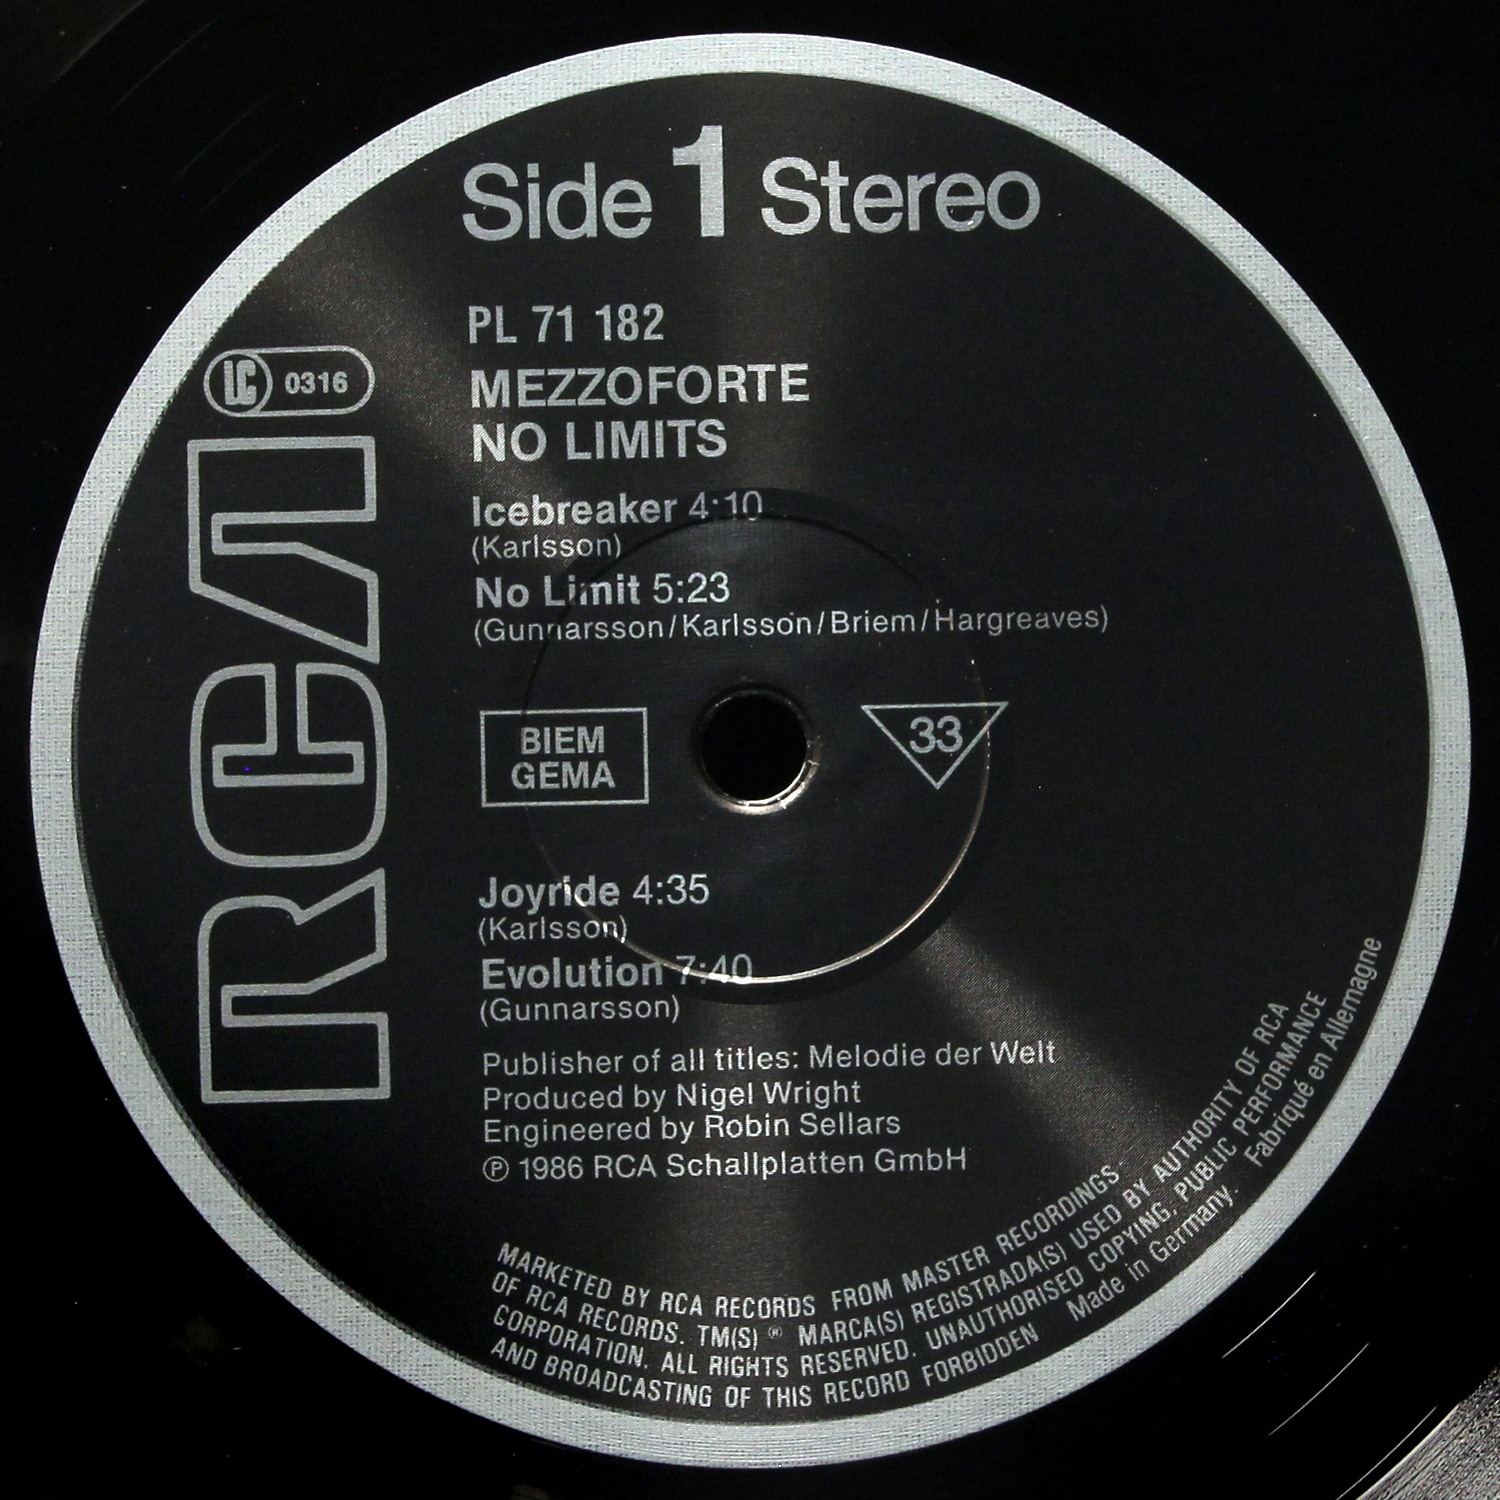 Side 1 Stereo
PL 71 182
LC 0316
MEZZOFORTE
NO LIMITS
RCA
Icebreaker 4:10
(Karlsson)
No Limit 5:23
(Gunnarsson/Karlsson/Briem/Hargreaves)
BIEM
GEMA
33
Joyride 4:35
(Karlsson)
Evolution 7:40
(Gunnarsson)
Publisher of all titles: Melodie der Welt
Produced by Nigel Wright
Engineered by Robin Sellars
℗ 1986 RCA Schallplatten GmbH
MARKETED BY RCA RECORDS FROM MASTER RECORDINGS
OF RCA RECORDS. TM(S) ® MARCA(S) REGISTRADA(S) USED BY AUTHORITY OF RCA
CORPORATION. ALL RIGHTS RESERVED. UNAUTHORISED COPYING, PUBLIC PERFORMANCE
AND BROADCASTING OF THIS RECORD FORBIDDEN Made in Germany. Fabriqué en Allemagne